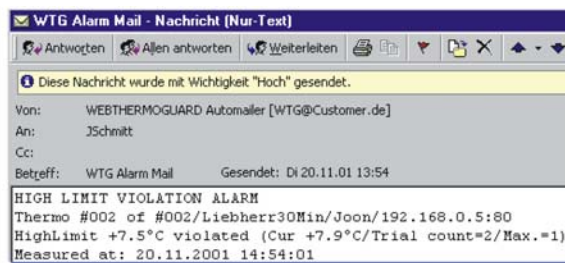 WTG Alarm Mail - Nachricht (Nur-Text)
Antworten Allen antworten Weiterleiten
Diese Nachricht wurde mit Wichtigkeit "Hoch" gesendet.
Von: WEBTHERMOGUARD Automailer [WTG@Customer.de]
An: JSchmitt
Cc:
Betreff: WTG Alarm Mail Gesendet: Di 20.11.01 13:54
HIGH LIMIT VIOLATION ALARM
Thermo #002 of #002/Liebherr30Min/Joon/192.168.0.5:80
HighLimit +7.5°C violated (Cur +7.9°C/Trial count=2/Max.=1)
Measured at: 20.11.2001 14:54:01